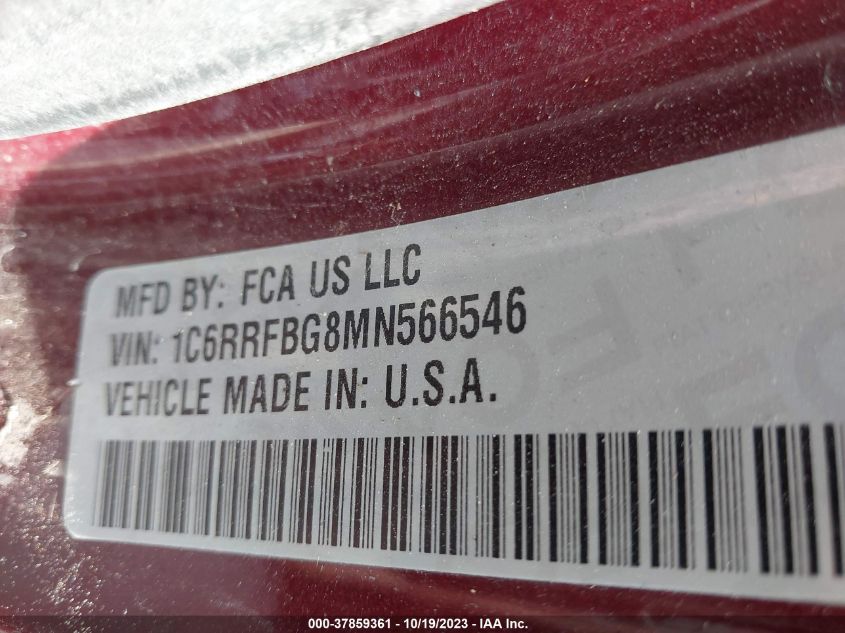 MFD BY: FCA US LLC
VIN: 1C6RRFBG8MN566546
VEHICLE MADE IN: U.S.A.
000-37859361 - 10/19/2023 - IAA Inc.